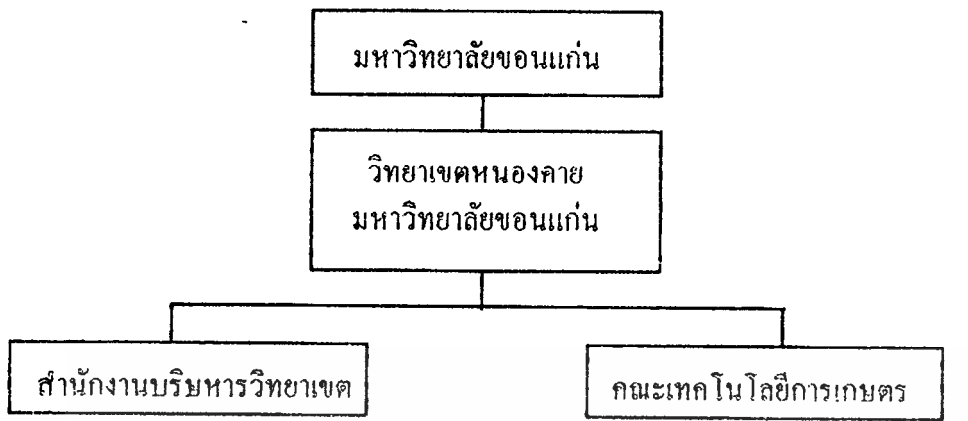 มหาวิทยาลัยขอนแก่น
วิทยาเขตหนองคาย
มหาวิทยาลัยขอนแก่น
สำนักงานบริหารวิทยาเขต
คณะเทคโนโลยีการเกษตร